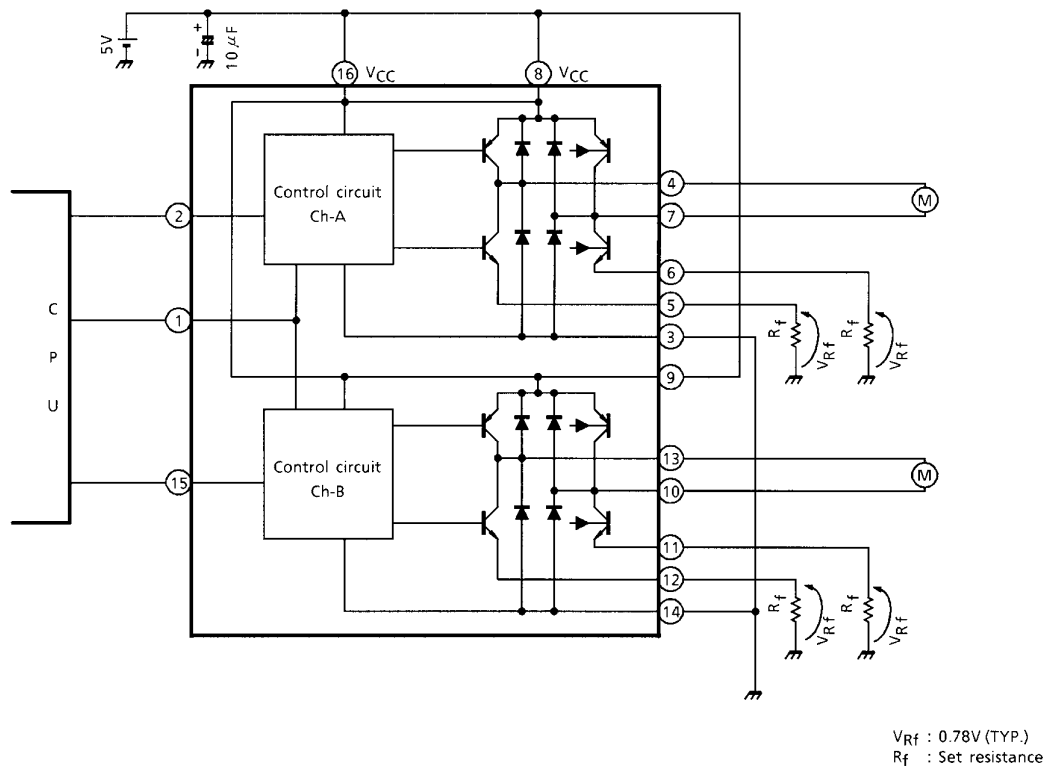 5V
− +
10 μF
16 VCC
8 VCC
Control circuit
Ch-A
4
M
7
2
6
5
C
P
U
1
Rf
VRf
Rf
VRf
3
9
Control circuit
Ch-B
13
M
10
15
11
12
Rf
VRf
Rf
VRf
14
VRf : 0.78V (TYP.)
Rf : Set resistance